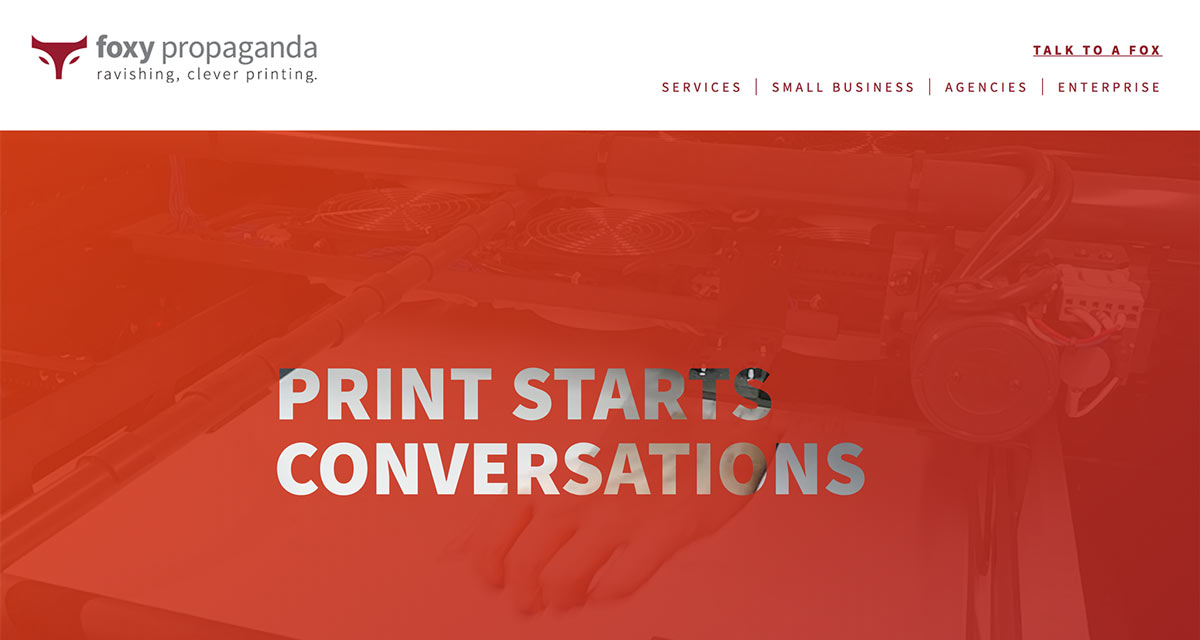 foxy propaganda
ravishing, clever printing.
TALK TO A FOX
SERVICES | SMALL BUSINESS | AGENCIES | ENTERPRISE
PRINT STARTS
CONVERSATIONS